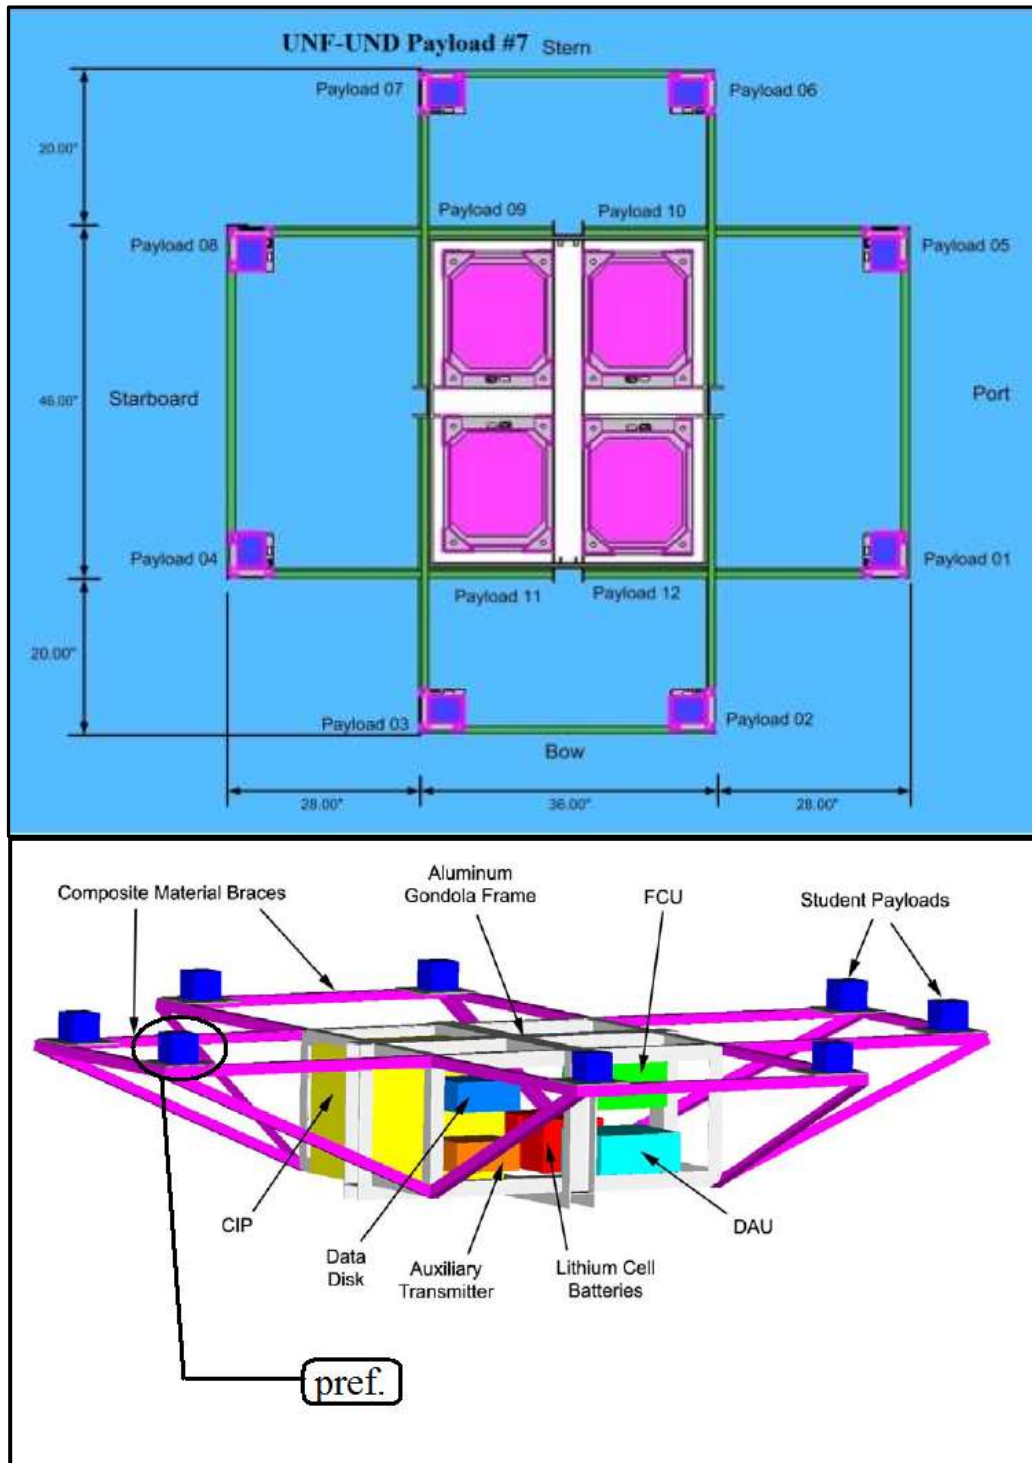 UNF-UND Payload #7
Stern
Payload 07
Payload 06
20.00"
Payload 09
Payload 10
Payload 08
Payload 05
46.00"
Starboard
Port
Payload 04
Payload 01
Payload 11
Payload 12
20.00"
Payload 03
Payload 02
Bow
28.00"
36.00"
28.00"
Composite Material Braces
Aluminum
Gondola Frame
FCU
Student Payloads
CIP
Data
Disk
Auxiliary
Transmitter
Lithium Cell
Batteries
DAU
pref.